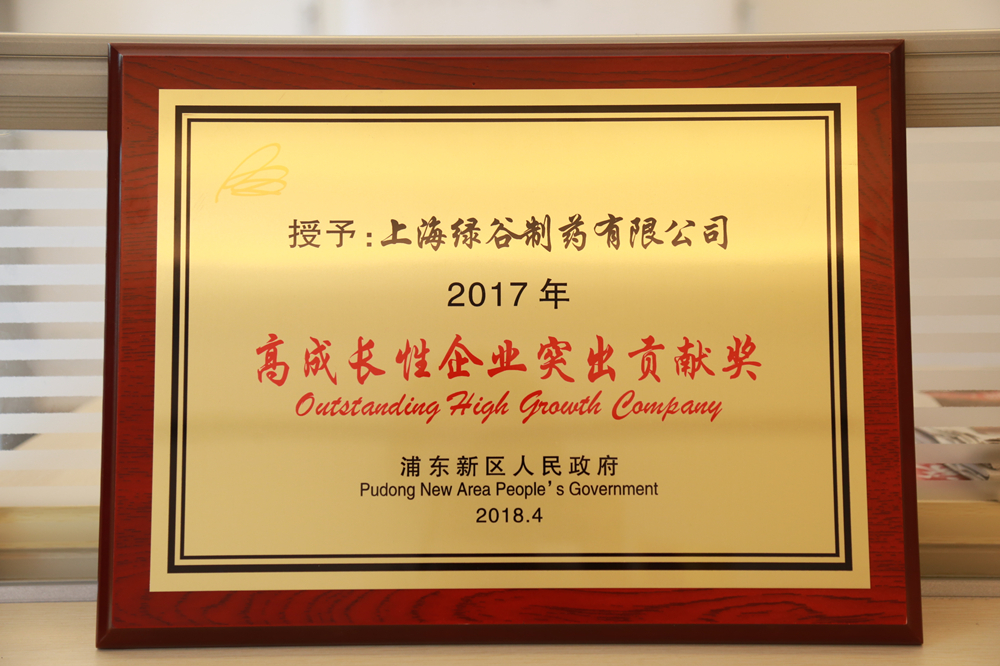 授予:上海绿谷制药有限公司
2017年
高成长性企业突出贡献奖
Outstanding High Growth Company
浦东新区人民政府
Pudong New Area People's Government
2018.4